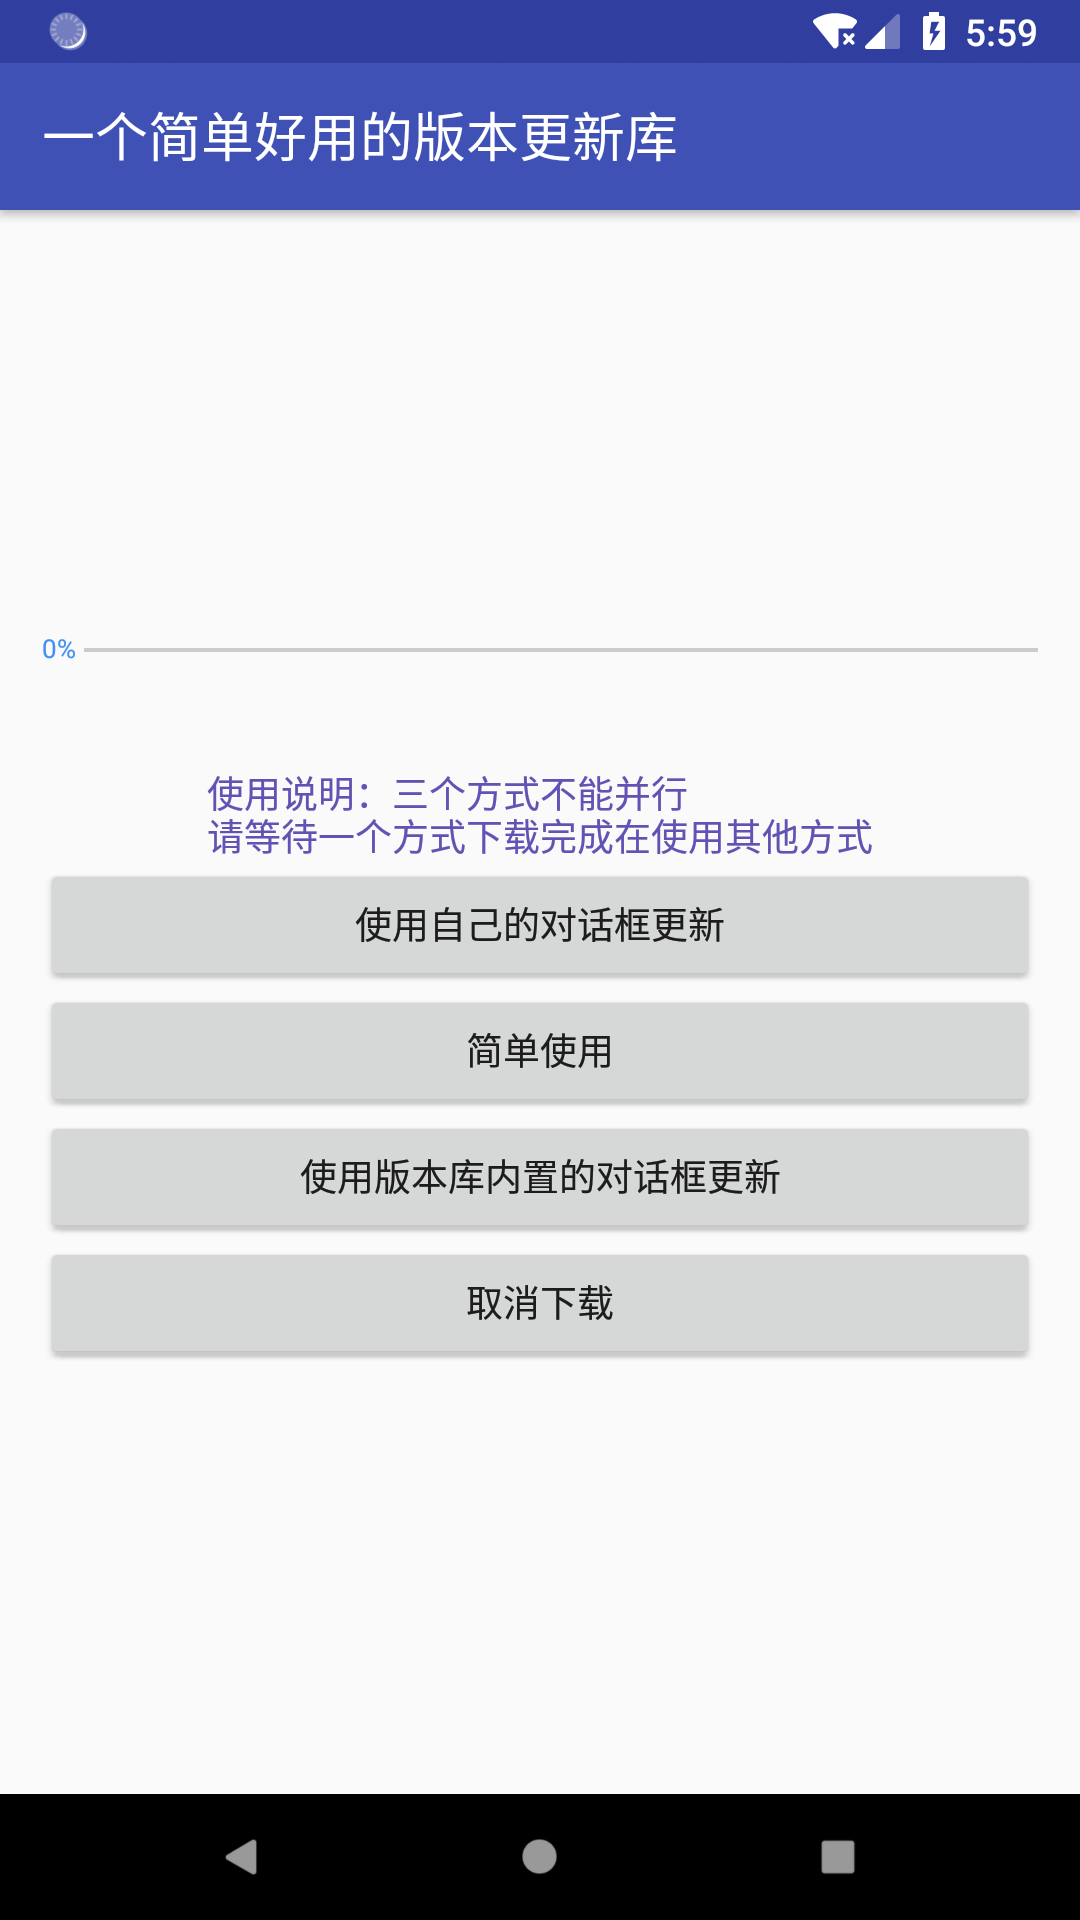 5:59
一个简单好用的版本更新库
0%
使用说明：三个方式不能并行
请等待一个方式下载完成在使用其他方式
使用自己的对话框更新
简单使用
使用版本库内置的对话框更新
取消下载